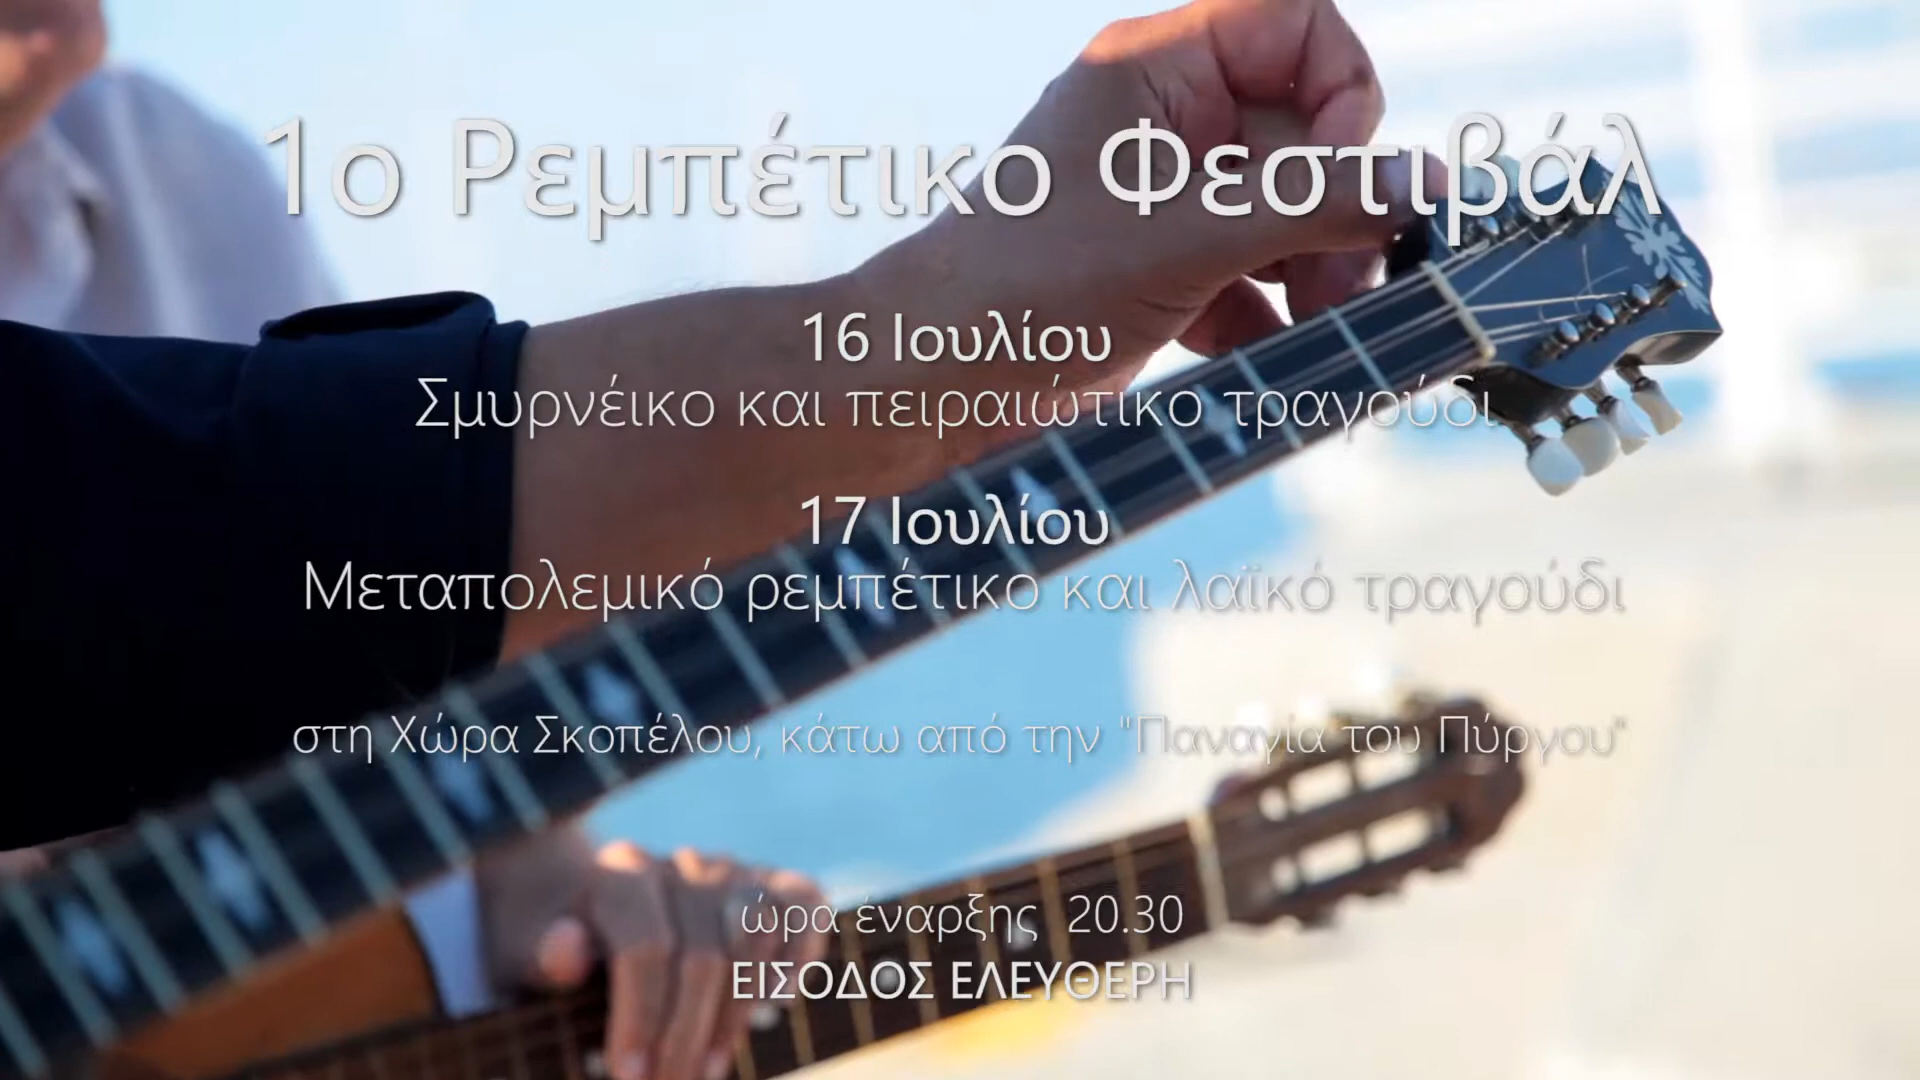 1ο Ρεμπέτικο Φεστιβάλ
16 Ιουλίου
Σμυρνέικο και πειραιώτικο τραγούδι
17 Ιουλίου
Μεταπολεμικό ρεμπέτικο και λαϊκό τραγούδι
στη Χώρα Σκοπέλου, κάτω από την "Παναγία του Πύργου"
ώρα έναρξης 20.30
ΕΙΣΟΔΟΣ ΕΛΕΥΘΕΡΗ